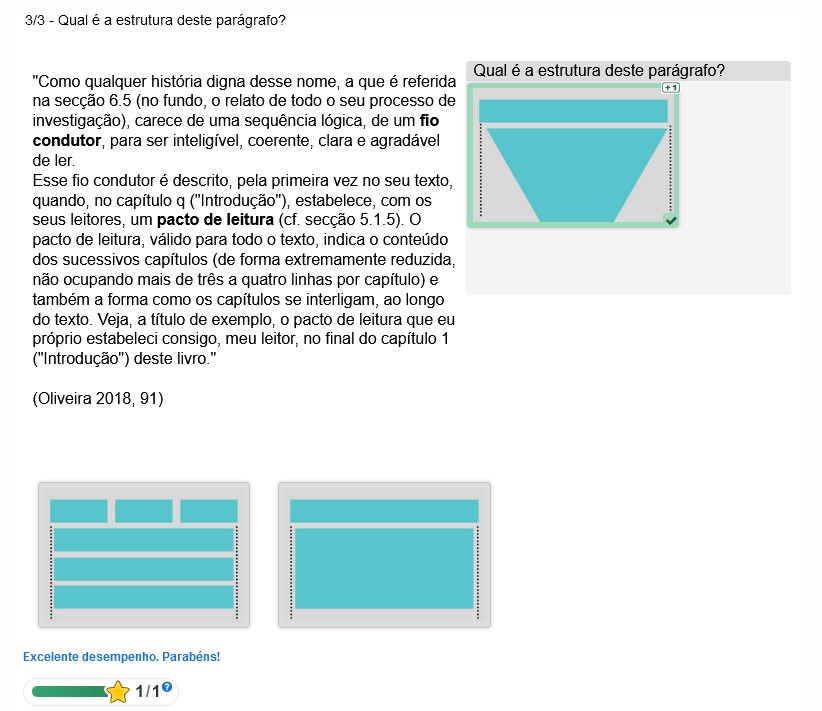 3/3 - Qual é a estrutura deste parágrafo?
"Como qualquer história digna desse nome, a que é referida
na secção 6.5 (no fundo, o relato de todo o seu processo de
investigação), carece de uma sequência lógica, de um fio
condutor, para ser inteligível, coerente, clara e agradável
de ler.
Esse fio condutor é descrito, pela primeira vez no seu texto,
quando, no capítulo q ("Introdução"), estabelece, com os
seus leitores, um pacto de leitura (cf. secção 5.1.5). O
pacto de leitura, válido para todo o texto, indica o conteúdo
dos sucessivos capítulos (de forma extremamente reduzida,
não ocupando mais de três a quatro linhas por capítulo) e
também a forma como os capítulos se interligam, ao longo
do texto. Veja, a título de exemplo, o pacto de leitura que eu
próprio estabeleci consigo, meu leitor, no final do capítulo 1
("Introdução") deste livro."
(Oliveira 2018, 91)
Qual é a estrutura deste parágrafo?
+1
Excelente desempenho. Parabéns!
1/1 ?